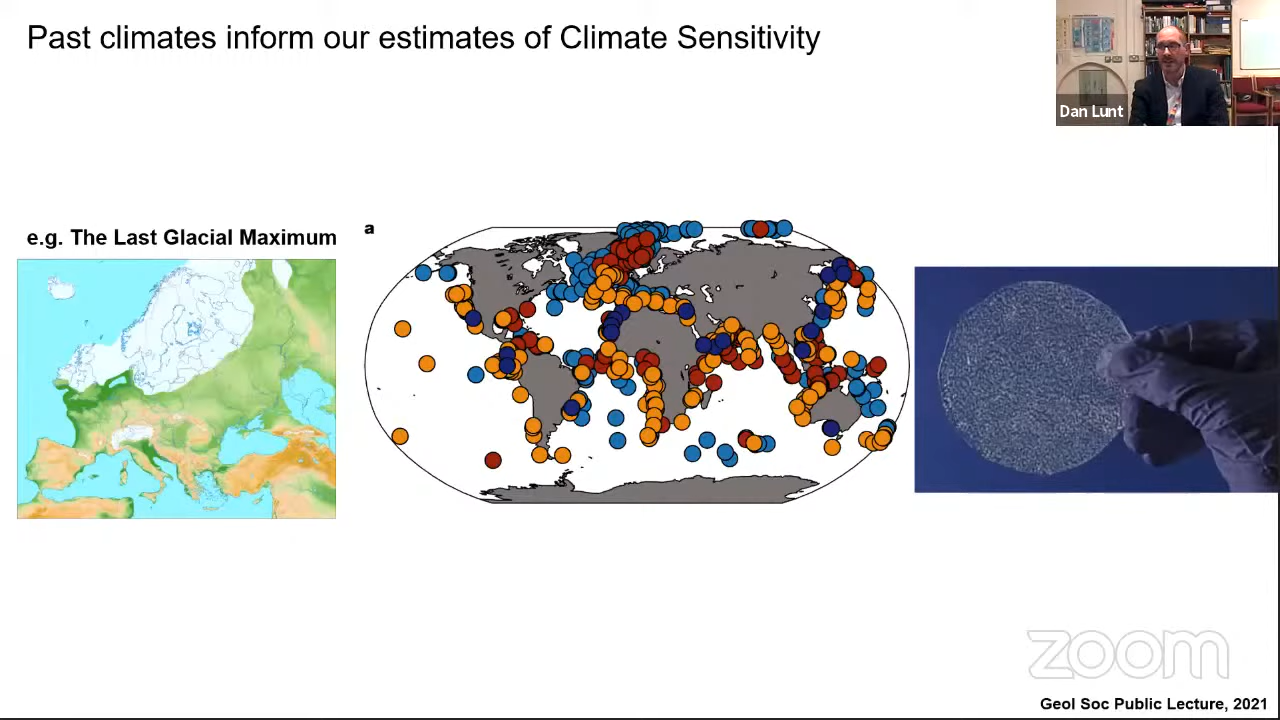 Past climates inform our estimates of Climate Sensitivity
Dan Lunt
e.g. The Last Glacial Maximum
a
zoom
Geol Soc Public Lecture, 2021